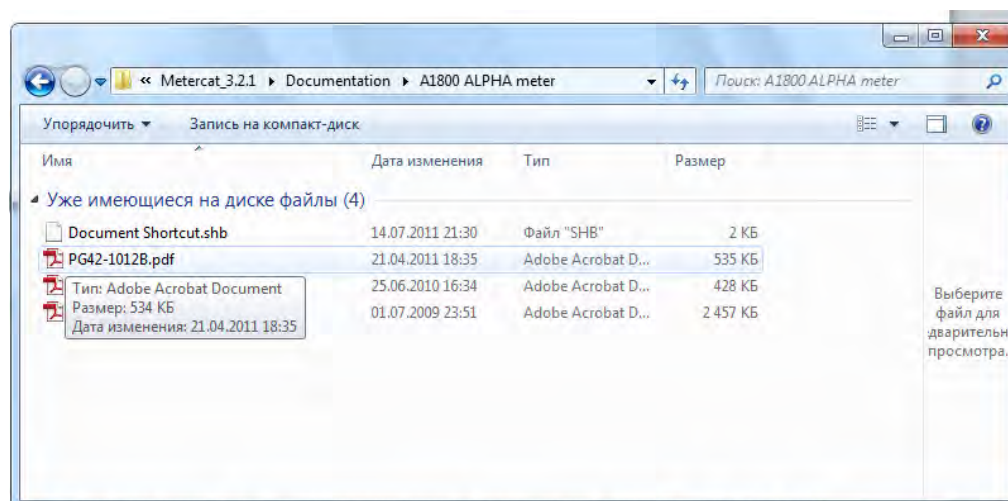 « Metercat_3.2.1 ▸ Documentation ▸ A1800 ALPHA meter
Поиск: A1800 ALPHA meter
Упорядочить ▼ Запись на компакт-диск
Имя Дата изменения Тип Размер
Уже имеющиеся на диске файлы (4)
Document Shortcut.shb 14.07.2011 21:30 Файл "SHB" 2 КБ
PG42-1012B.pdf 21.04.2011 18:35 Adobe Acrobat D... 535 КБ
25.06.2010 16:34 Adobe Acrobat D... 428 КБ
01.07.2009 23:51 Adobe Acrobat D... 2 457 КБ
Тип: Adobe Acrobat Document
Размер: 534 КБ
Дата изменения: 21.04.2011 18:35
Выберите
файл для
дварительн
просмотра.